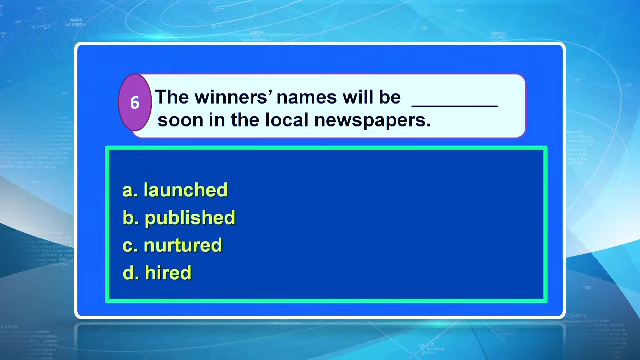 6
The winners’ names will be ________
soon in the local newspapers.
a. launched
b. published
c. nurtured
d. hired